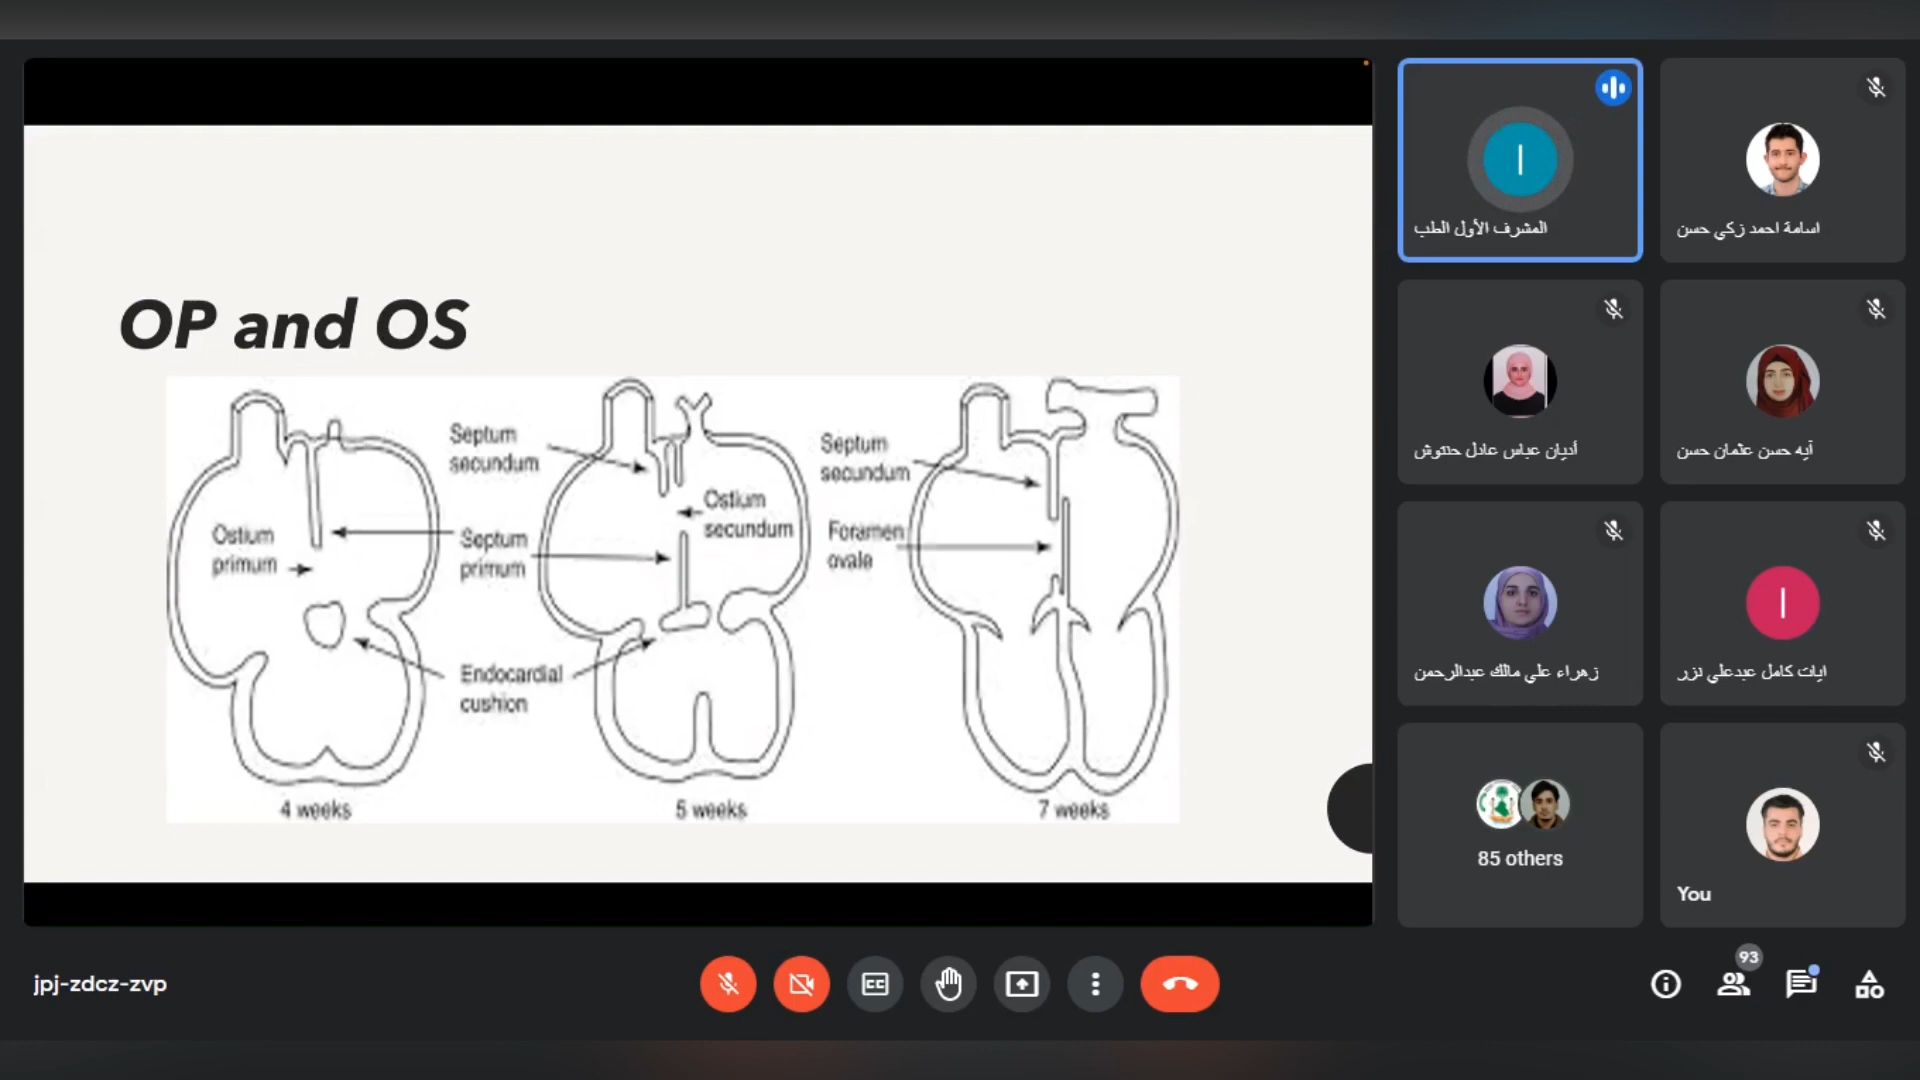 OP and OS
Ostium
primum
Septum
secundum
Septum
primum
Endocardial
cushion
4 weeks
Ostium
secundum
5 weeks
Septum
secundum
Foramen
ovale
7 weeks
المشرف الأول الطب
اسامة احمد زكي حسن
أديان عباس عادل حنتوش
آيه حسن عثمان حسن
زهراء علي مالك عبدالرحمن
ايات كامل عبدعلي نزر
85 others
You
jpj-zdcz-zvp
CC
93